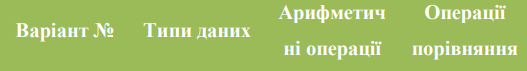 Варіант №
Типи даних
Арифметич
ні операції
Операції
порівняння